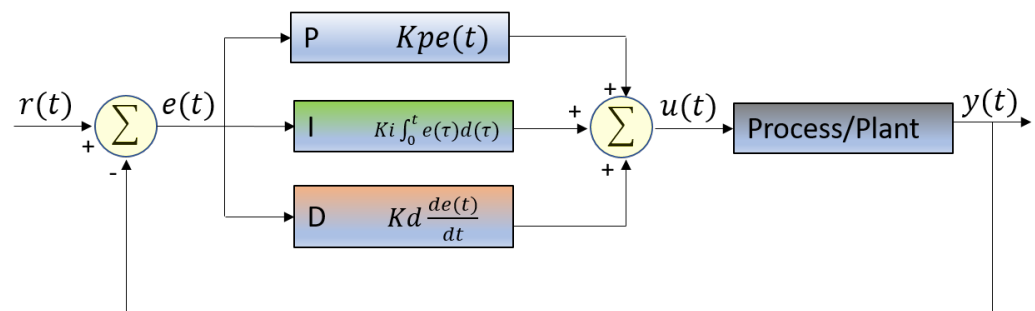 r(t)
+
-
∑
e(t)
P Kpe(t)
I Ki ∫₀ᵗ e(τ)d(τ)
D Kd de(t)/dt
+
+
+
∑
u(t)
Process/Plant
y(t)